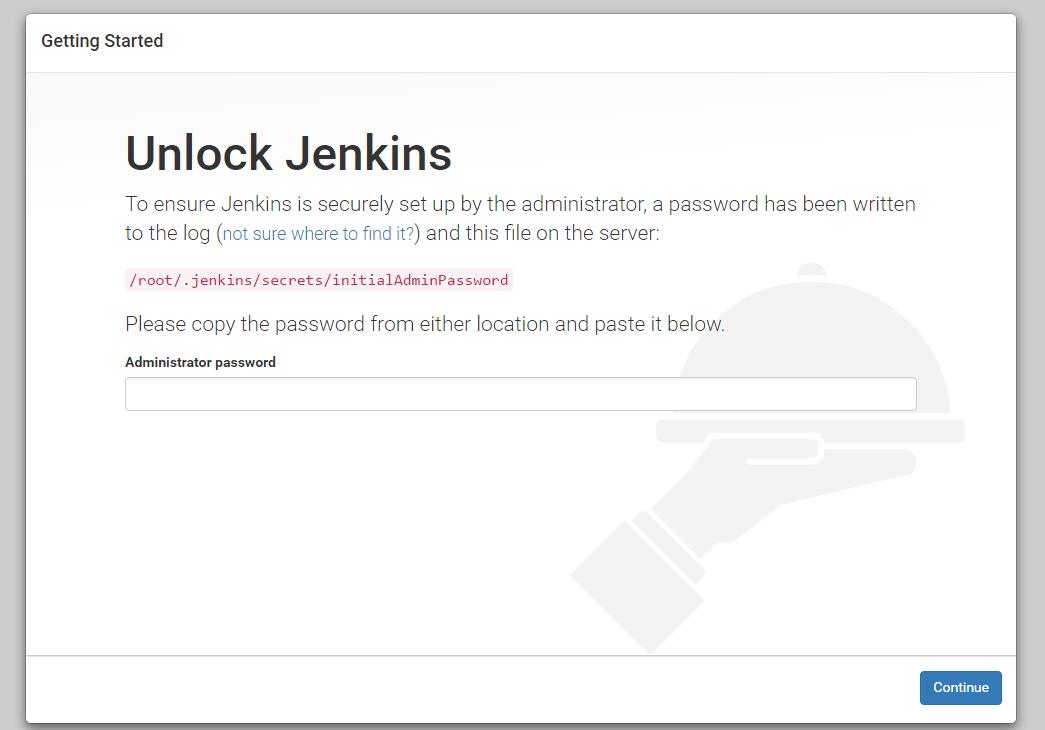 Getting Started
Unlock Jenkins
To ensure Jenkins is securely set up by the administrator, a password has been written
to the log (not sure where to find it?) and this file on the server:
/root/.jenkins/secrets/initialAdminPassword
Please copy the password from either location and paste it below.
Administrator password
Continue